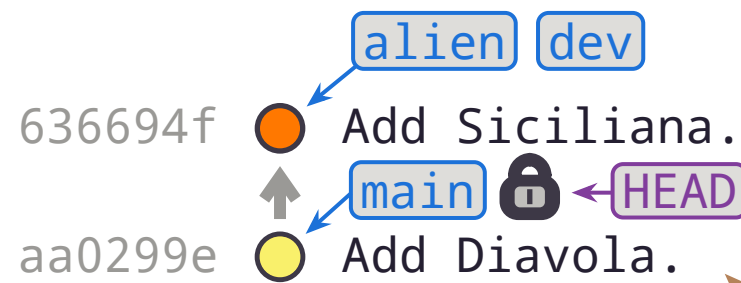 alien dev
636694f Add Siciliana.
main HEAD
aa0299e Add Diavola.